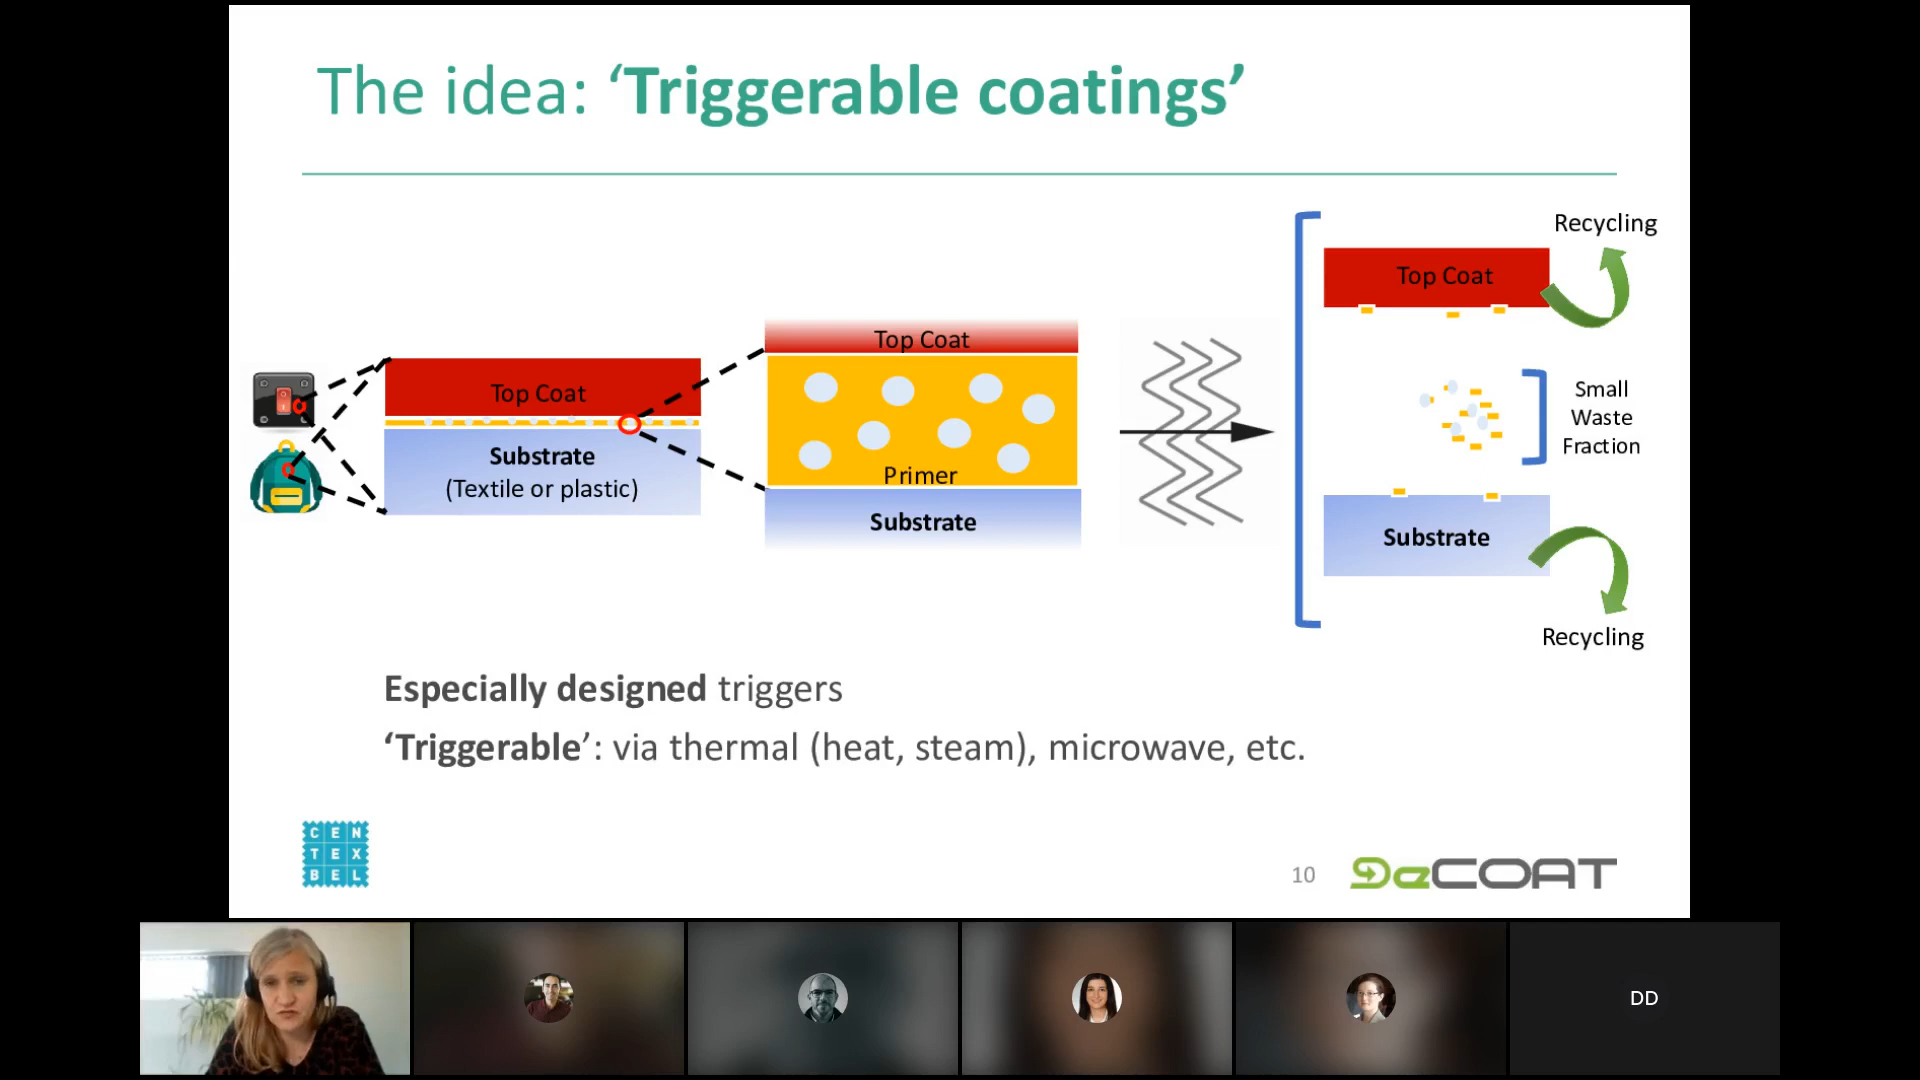 The idea: ‘Triggerable coatings’
Top Coat
Substrate
(Textile or plastic)
Top Coat
Primer
Substrate
Recycling
Top Coat
Small
Waste
Fraction
Substrate
Recycling
Especially designed triggers
‘Triggerable’: via thermal (heat, steam), microwave, etc.
CEN
TEX
BEL
10
DeCOAT
DD